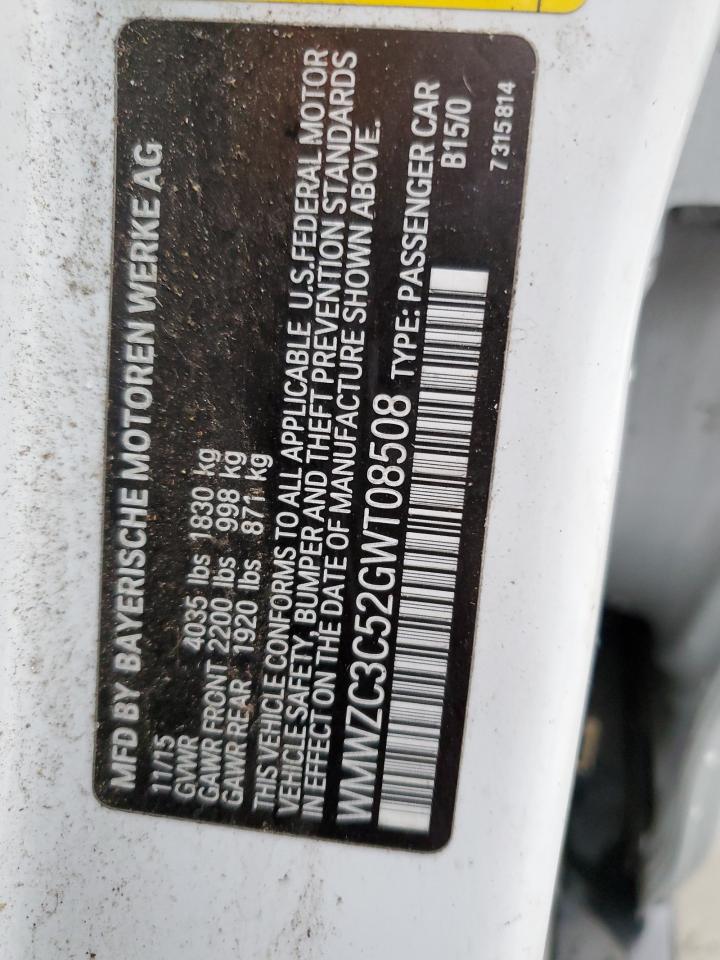 MFD BY BAYERISCHE MOTOREN WERKE AG
11/15
GVWR 4035 lbs 1830 kg
GAWR FRONT 2200 lbs 998 kg
GAWR REAR 1920 lbs 871 kg
THIS VEHICLE CONFORMS TO ALL APPLICABLE U.S. FEDERAL MOTOR
VEHICLE SAFETY, BUMPER AND THEFT PREVENTION STANDARDS
IN EFFECT ON THE DATE OF MANUFACTURE SHOWN ABOVE.
WMWZC3C52GWT08508 TYPE: PASSENGER CAR
B15/0
7 315 814